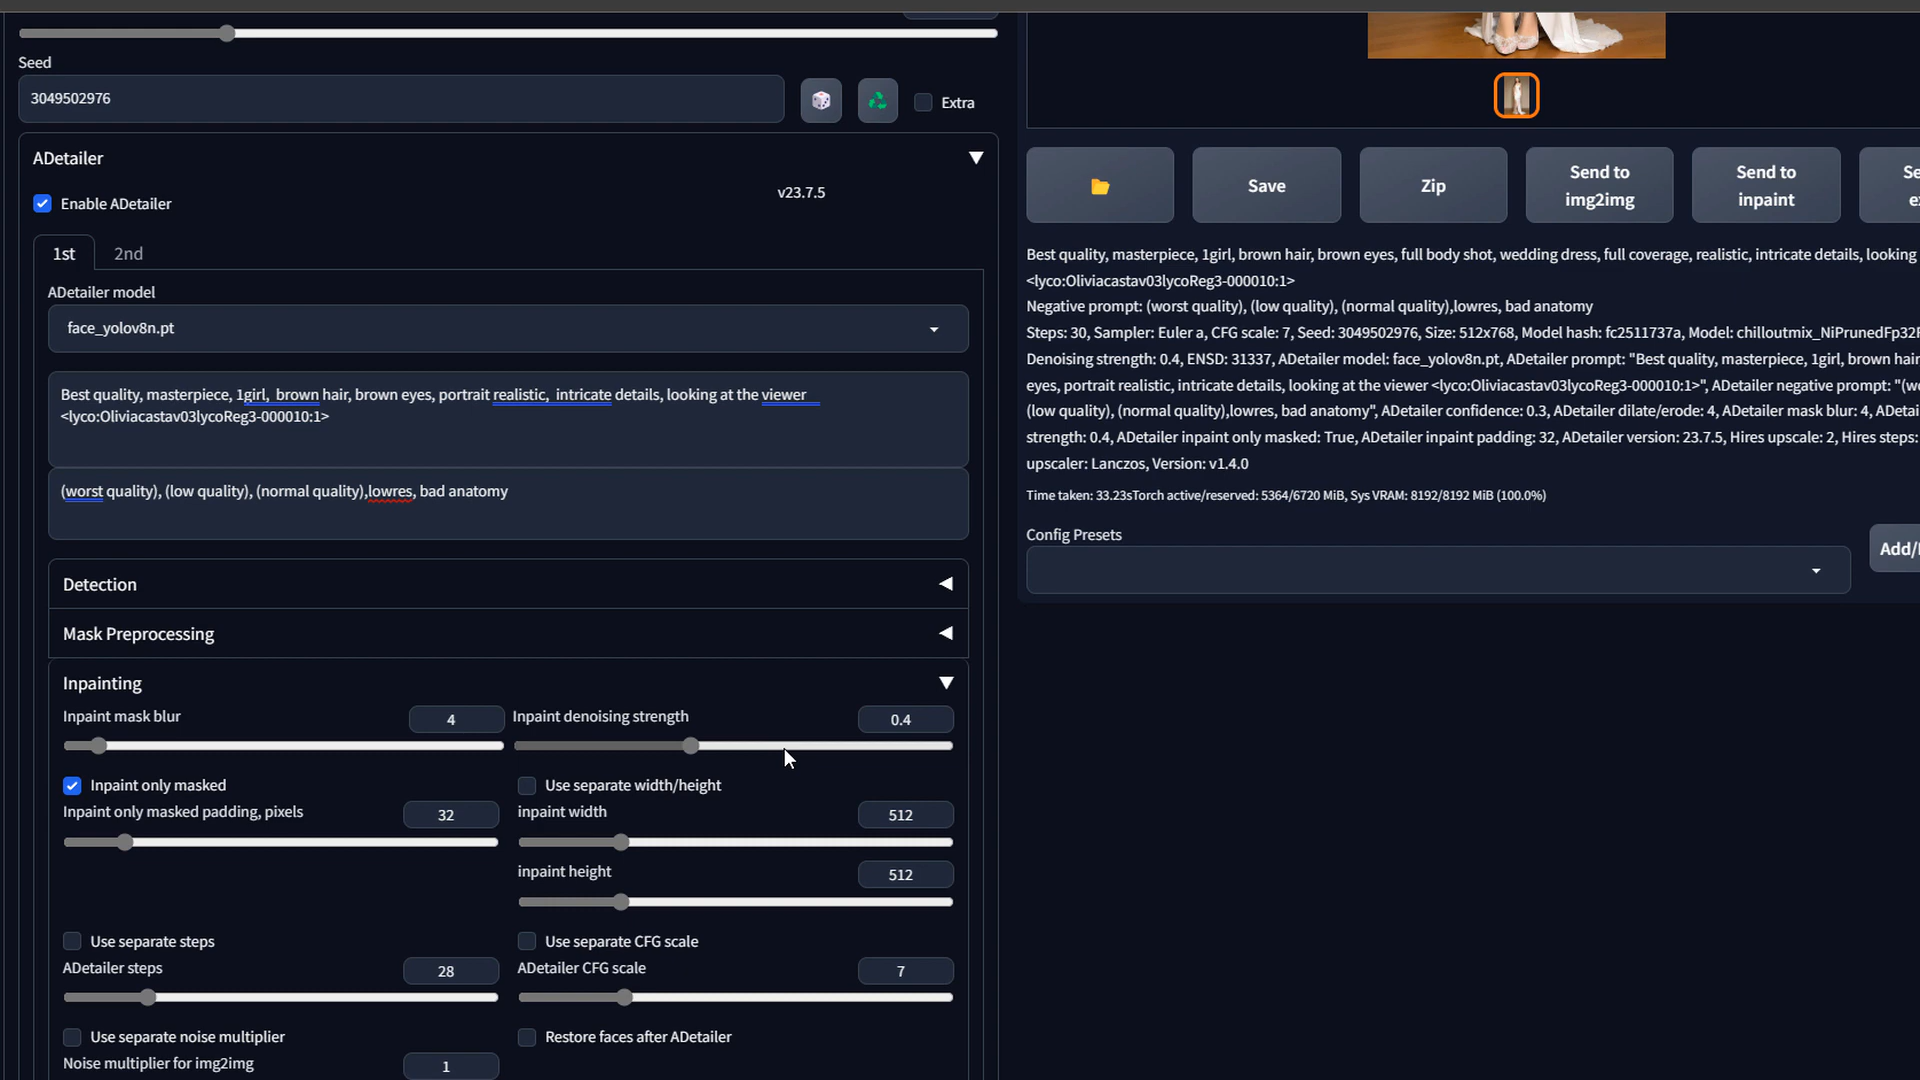 Seed
3049502976
Extra
ADetailer
v23.7.5
Enable ADetailer
1st
2nd
ADetailer model
face_yolov8n.pt
Best quality, masterpiece, 1girl, brown hair, brown eyes, portrait realistic, intricate details, looking at the viewer
<lyco:Oliviacastav03lycoReg3-000010:1>
(worst quality), (low quality), (normal quality),lowres, bad anatomy
Detection
Mask Preprocessing
Inpainting
Inpaint mask blur
4
Inpaint denoising strength
0.4
Inpaint only masked
Use separate width/height
Inpaint only masked padding, pixels
32
inpaint width
512
inpaint height
512
Use separate steps
Use separate CFG scale
ADetailer steps
28
ADetailer CFG scale
7
Use separate noise multiplier
Restore faces after ADetailer
Noise multiplier for img2img
1
Save
Zip
Send to
img2img
Send to
inpaint
Se
ex
Best quality, masterpiece, 1girl, brown hair, brown eyes, full body shot, wedding dress, full coverage, realistic, intricate details, looking
<lyco:Oliviacastav03lycoReg3-000010:1>
Negative prompt: (worst quality), (low quality), (normal quality),lowres, bad anatomy
Steps: 30, Sampler: Euler a, CFG scale: 7, Seed: 3049502976, Size: 512x768, Model hash: fc2511737a, Model: chilloutmix_NiPrunedFp32F
Denoising strength: 0.4, ENSD: 31337, ADetailer model: face_yolov8n.pt, ADetailer prompt: "Best quality, masterpiece, 1girl, brown hair
eyes, portrait realistic, intricate details, looking at the viewer <lyco:Oliviacastav03lycoReg3-000010:1>", ADetailer negative prompt: "(wo
(low quality), (normal quality),lowres, bad anatomy", ADetailer confidence: 0.3, ADetailer dilate/erode: 4, ADetailer mask blur: 4, ADetai
strength: 0.4, ADetailer inpaint only masked: True, ADetailer inpaint padding: 32, ADetailer version: 23.7.5, Hires upscale: 2, Hires steps:
upscaler: Lanczos, Version: v1.4.0
Time taken: 33.23sTorch active/reserved: 5364/6720 MiB, Sys VRAM: 8192/8192 MiB (100.0%)
Config Presets
Add/